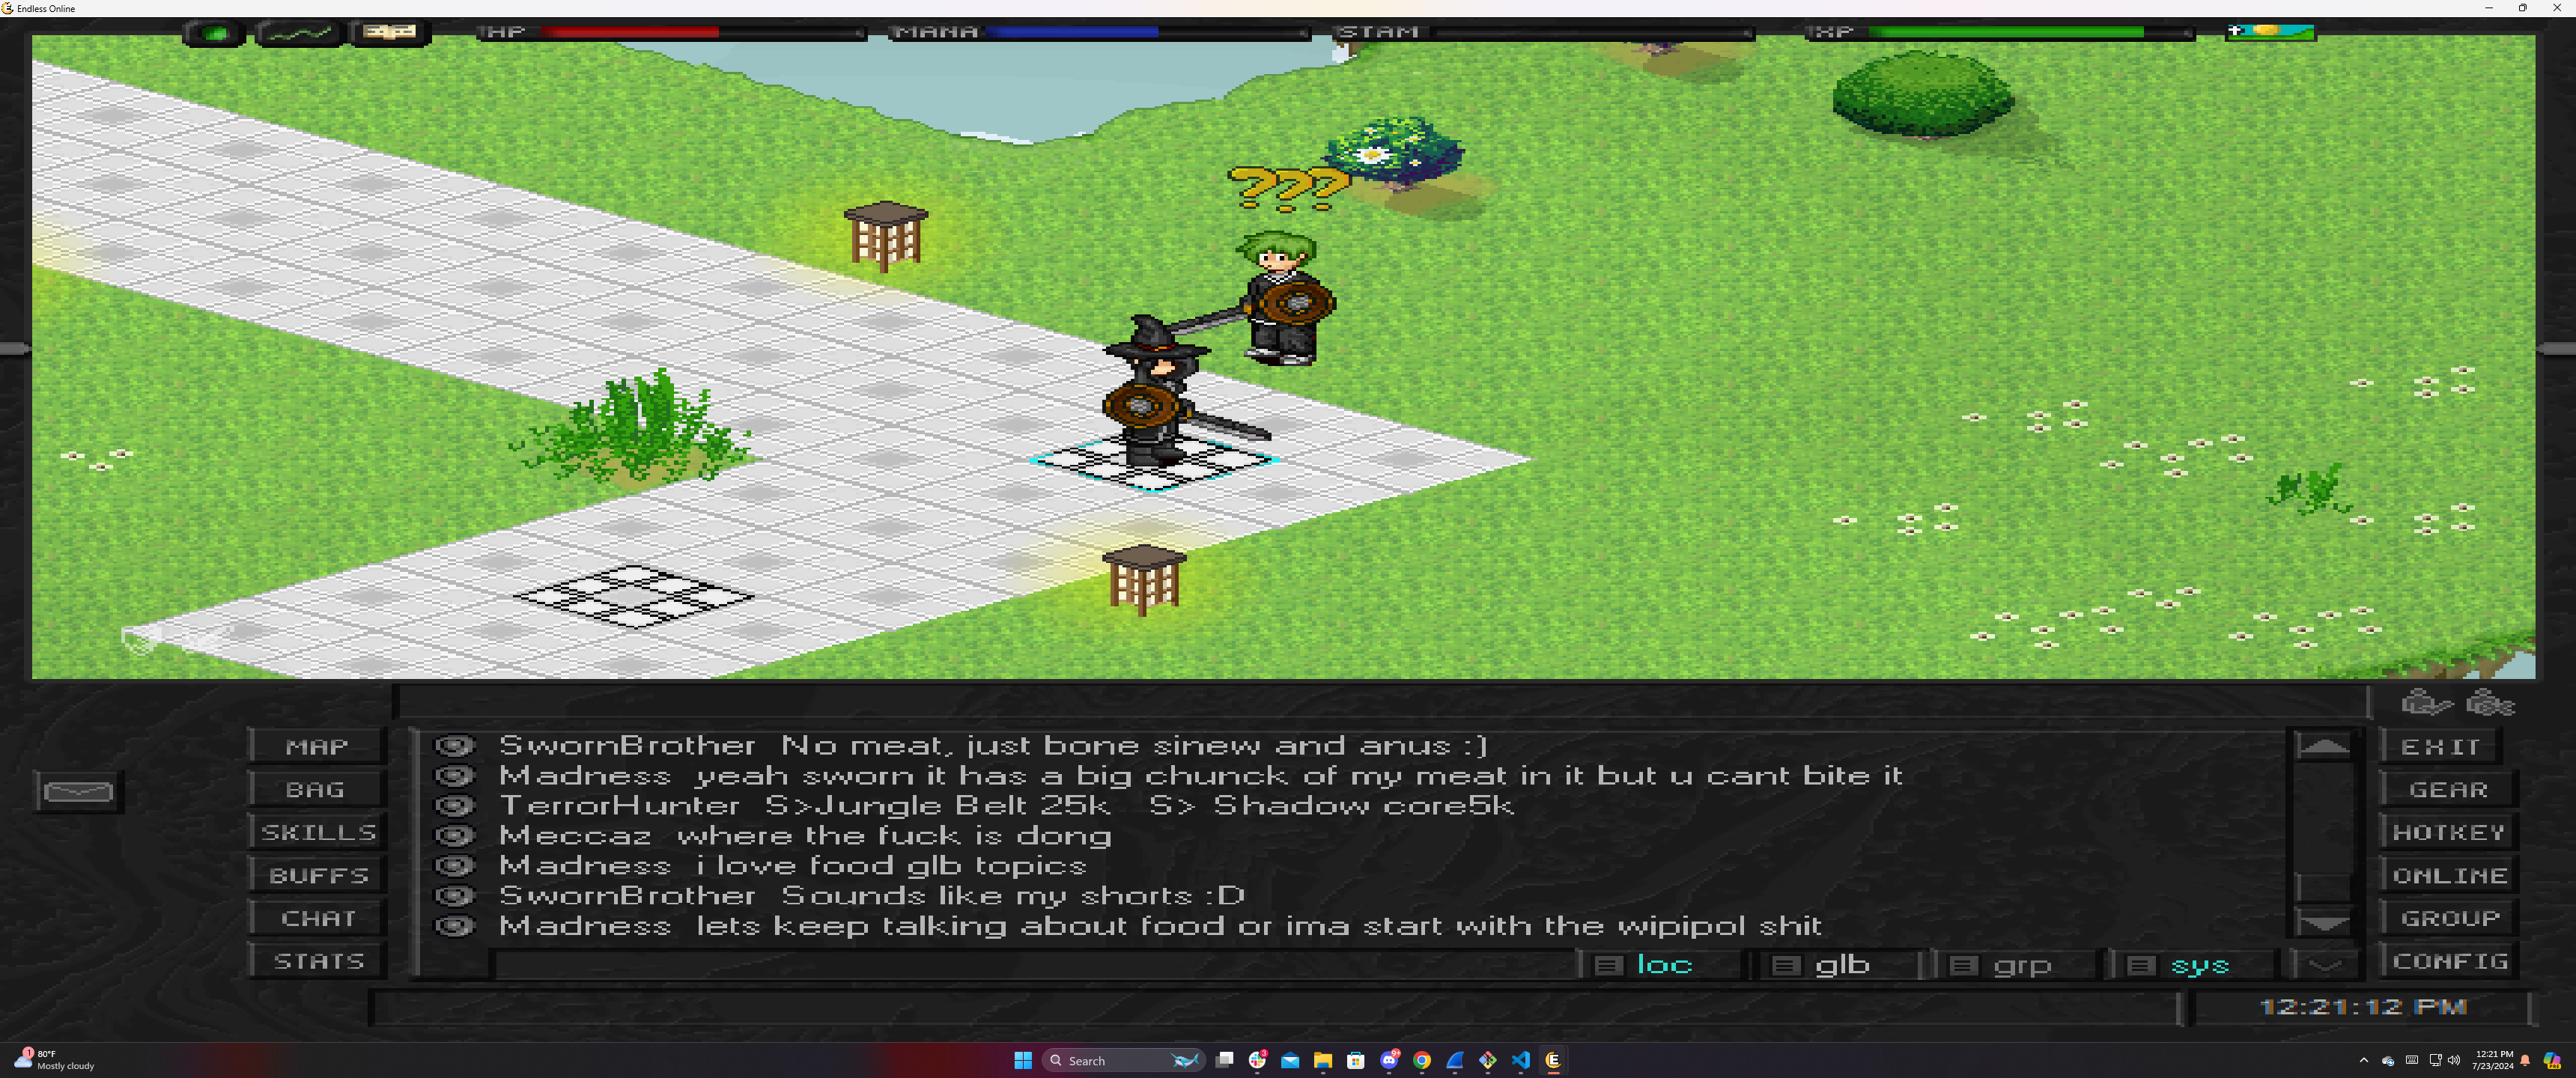 Endless Online
HP MANA STAM XP
???
MAP
BAG
SKILLS
BUFFS
CHAT
STATS
SwornBrother No meat, just bone sinew and anus :)
Madness yeah sworn it has a big chunck of my meat in it but u cant bite it
TerrorHunter S>Jungle Belt 25k S> Shadow core5k
Meccaz where the fuck is dong
Madness i love food glb topics
SwornBrother Sounds like my shorts :D
Madness lets keep talking about food or ima start with the wipipol shit
loc glb grp sys
EXIT
GEAR
HOTKEY
ONLINE
GROUP
CONFIG
12:21:12 PM
1
80°F
Mostly cloudy
Search
3
9+
12:21 PM
7/23/2024